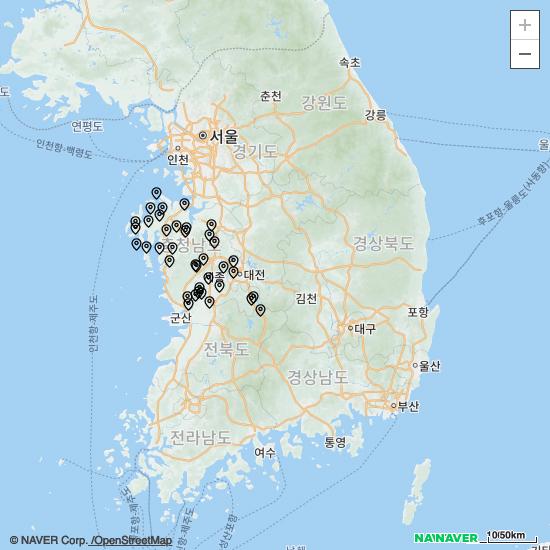 +
−
속초
춘천
강원도
연평도
강릉
서울
인천항-백령도
인천
경기도
후포항-울릉도(사동항)
충청남도
경상북도
대전
인천항-제주도
김천
포항
군산
대구
전라북도
울산
경상남도
부산
전라남도
통영
여수
© NAVER Corp. /OpenStreetMap
NAVER
10/50km